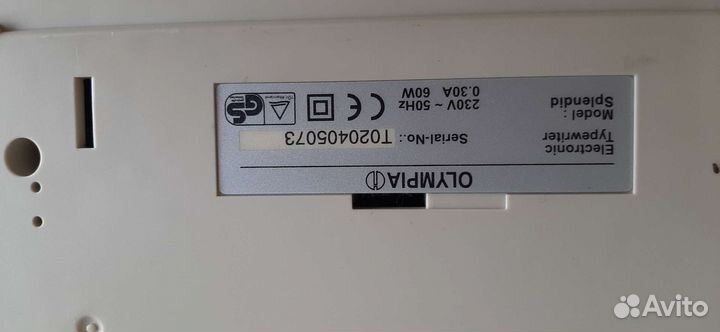 OLYMPIA
Electronic
Typewriter
Serial-No.: T020405073
Model :
Splendid
230V ~ 50Hz
0.30A 60W
CE
GS
Avito